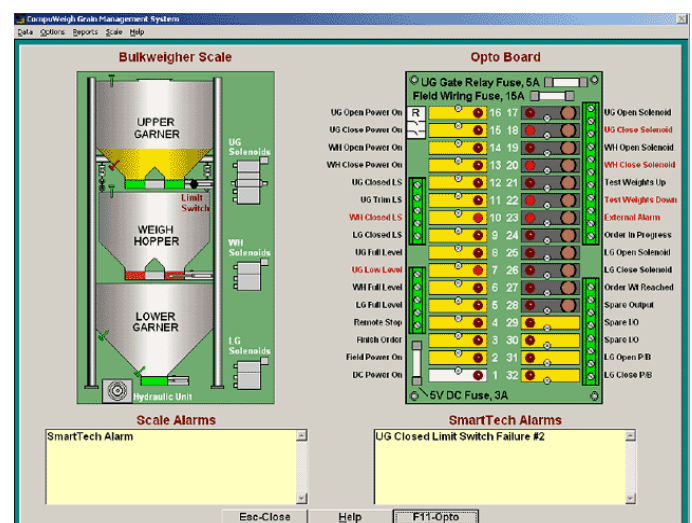 CompuWeigh Grain Management System
Data Options Reports Scale Help
Bulkweigher Scale
UPPER
GARNER
UG
Solenoids
Limit
Switch
WEIGH
HOPPER
WH
Solenoids
LOWER
GARNER
LG
Solenoids
Hydraulic Unit
Opto Board
UG Gate Relay Fuse, 5A
Field Wiring Fuse, 15A
R
UG Open Power On 16 17 UG Open Solenoid
UG Close Power On 15 18 UG Close Solenoid
WH Open Power On 14 19 WH Open Solenoid
WH Close Power On 13 20 WH Close Solenoid
UG Closed LS 12 21 Test Weights Up
UG Trim LS 11 22 Test Weights Down
WH Closed LS 10 23 External Alarm
LG Closed LS 9 24 Order In Progress
UG Full Level 8 25 LG Open Solenoid
UG Low Level 7 26 LG Close Solenoid
WH Full Level 6 27 Order Wt Reached
LG Full Level 5 28 Spare Output
Remote Stop 4 29 Spare I/O
Finish Order 3 30 Spare I/O
Field Power On 2 31 LG Open P/B
DC Power On 1 32 LG Close P/B
5V DC Fuse, 3A
Scale Alarms
SmartTech Alarm
SmartTech Alarms
UG Closed Limit Switch Failure #2
Esc-Close Help F11-Opto